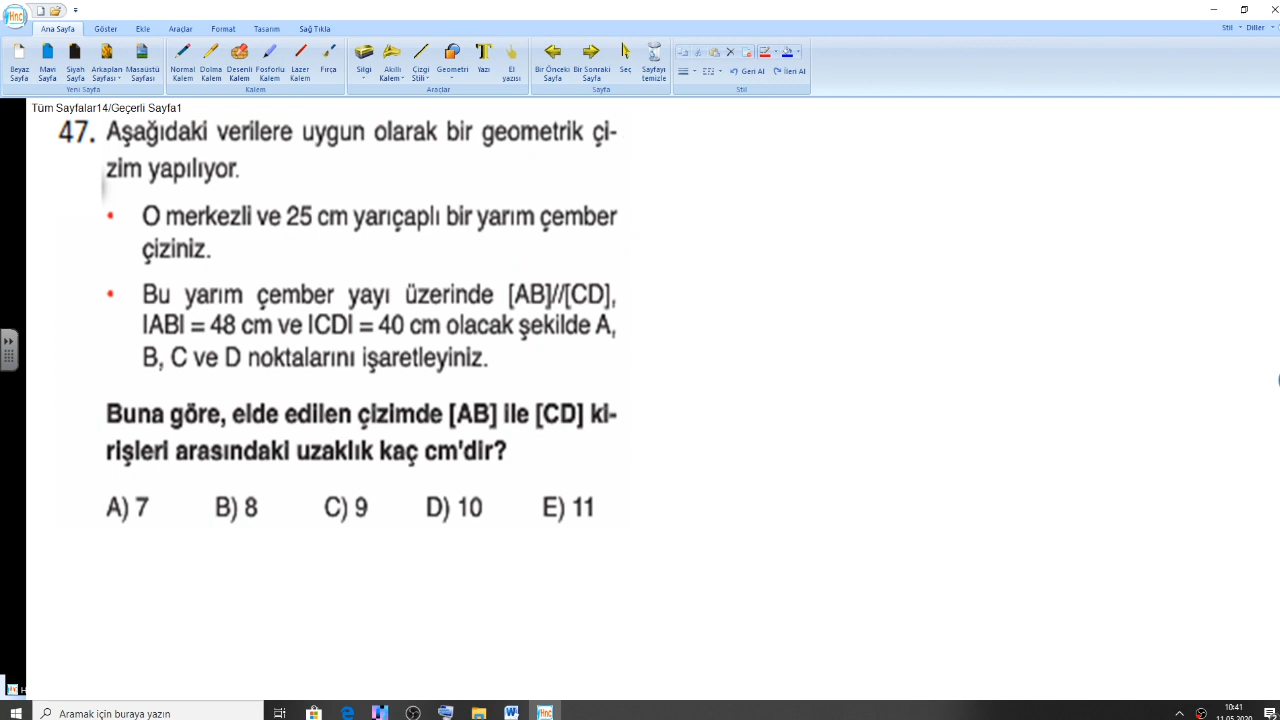 Ana Sayfa Göster Ekle Araçlar Format Tasarım Sağ Tıkla Stil Diller
Beyaz Sayfa Mavi Sayfa Siyah Sayfa Arkaplan Sayfası Masaüstü Sayfası Normal Kalem Dolma Kalem Desenli Kalem Fosforlu Kalem Lazer Kalem Fırça Silgi Akıllı Kalem Çizgi Stili Geometri Yazı El yazısı Bir Önceki Sayfa Bir Sonraki Sayfa Seç Sayfayı temizle Geri Al İleri Al
Yeni Sayfa Kalem Araçlar Sayfa Stil
Tüm Sayfalar14/Geçerli Sayfa1
47. Aşağıdaki verilere uygun olarak bir geometrik çi-
zim yapılıyor.
• O merkezli ve 25 cm yarıçaplı bir yarım çember
çiziniz.
• Bu yarım çember yayı üzerinde [AB]//[CD],
IABI = 48 cm ve ICDI = 40 cm olacak şekilde A,
B, C ve D noktalarını işaretleyiniz.
Buna göre, elde edilen çizimde [AB] ile [CD] ki-
rişleri arasındaki uzaklık kaç cm'dir?
A) 7 B) 8 C) 9 D) 10 E) 11
Aramak için buraya yazın
10:41
11.05.2020